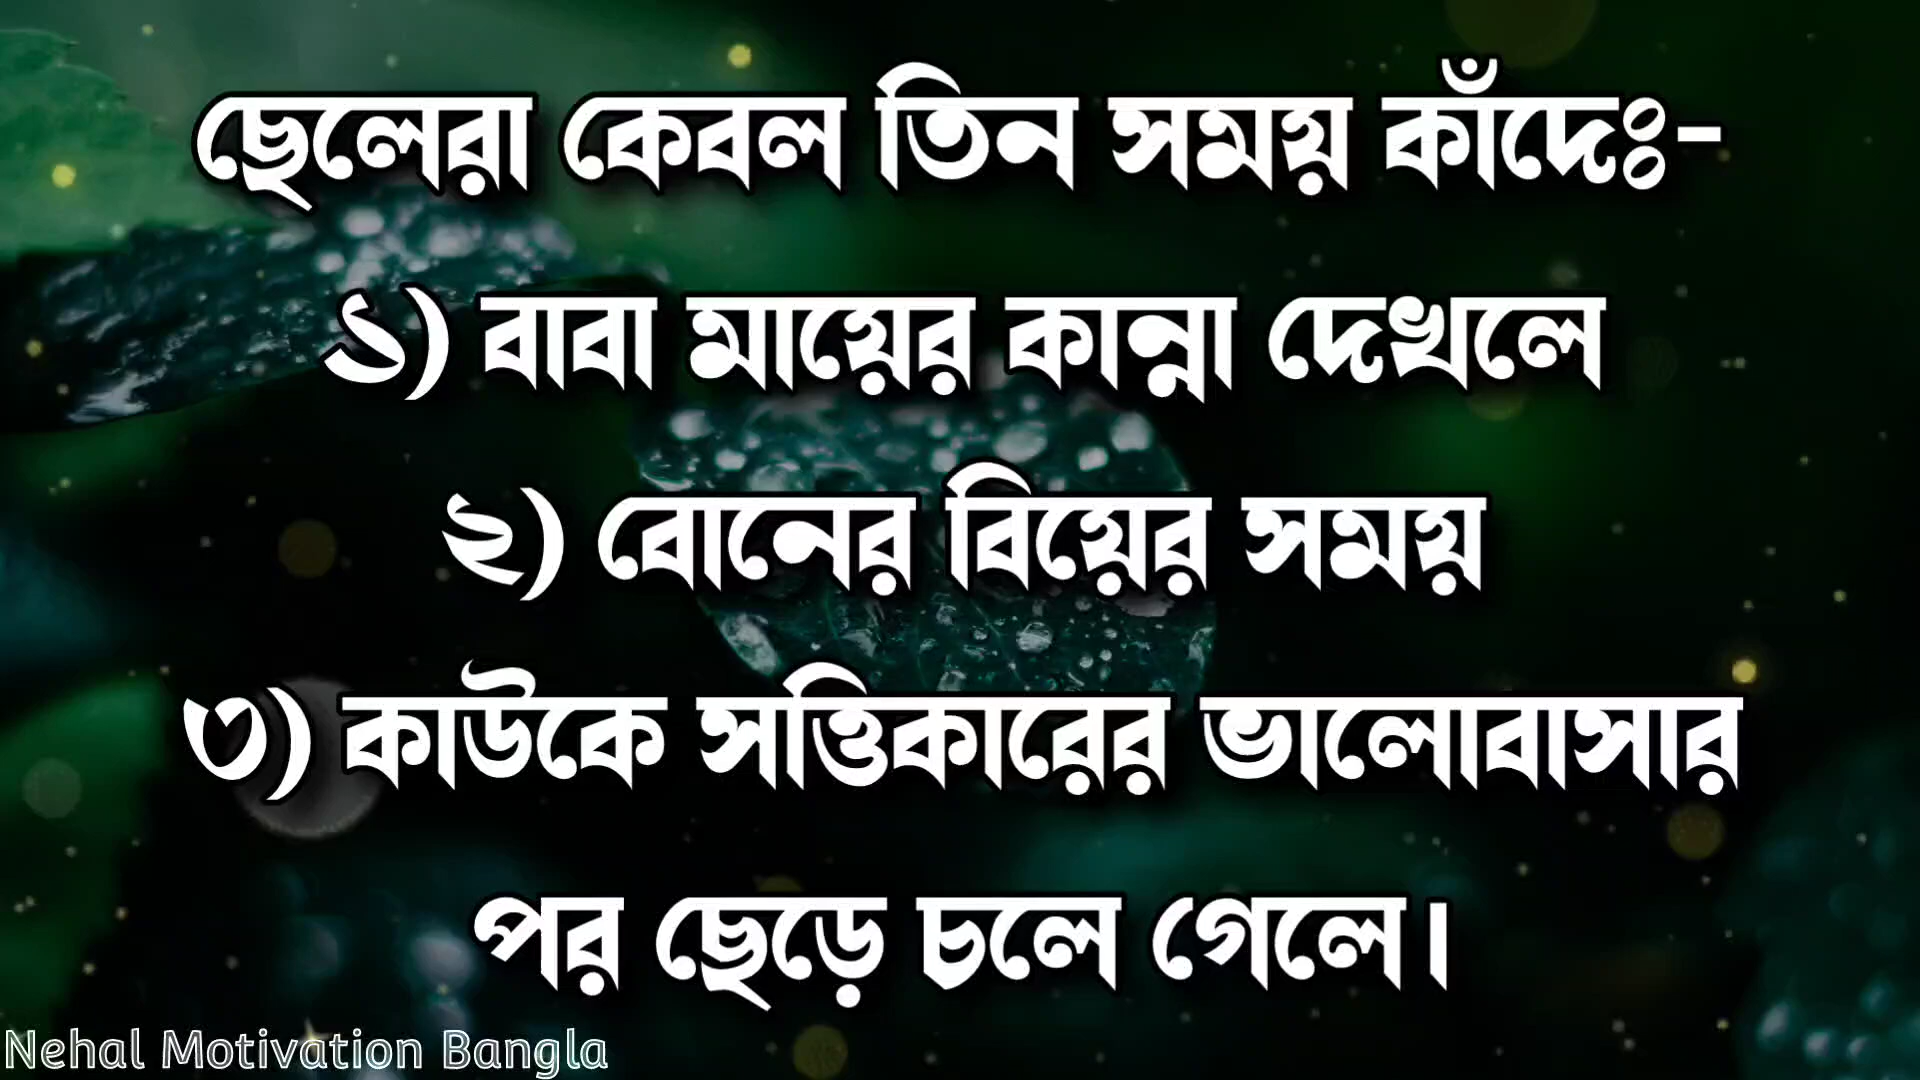 ছেলেরা কেবল তিন সময় কাঁদেঃ-
১) বাবা মায়ের কান্না দেখলে
২) বোনের বিয়ের সময়
৩) কাউকে সত্তিকারের ভালোবাসার
পর ছেড়ে চলে গেলে।
Nehal Motivation Bangla